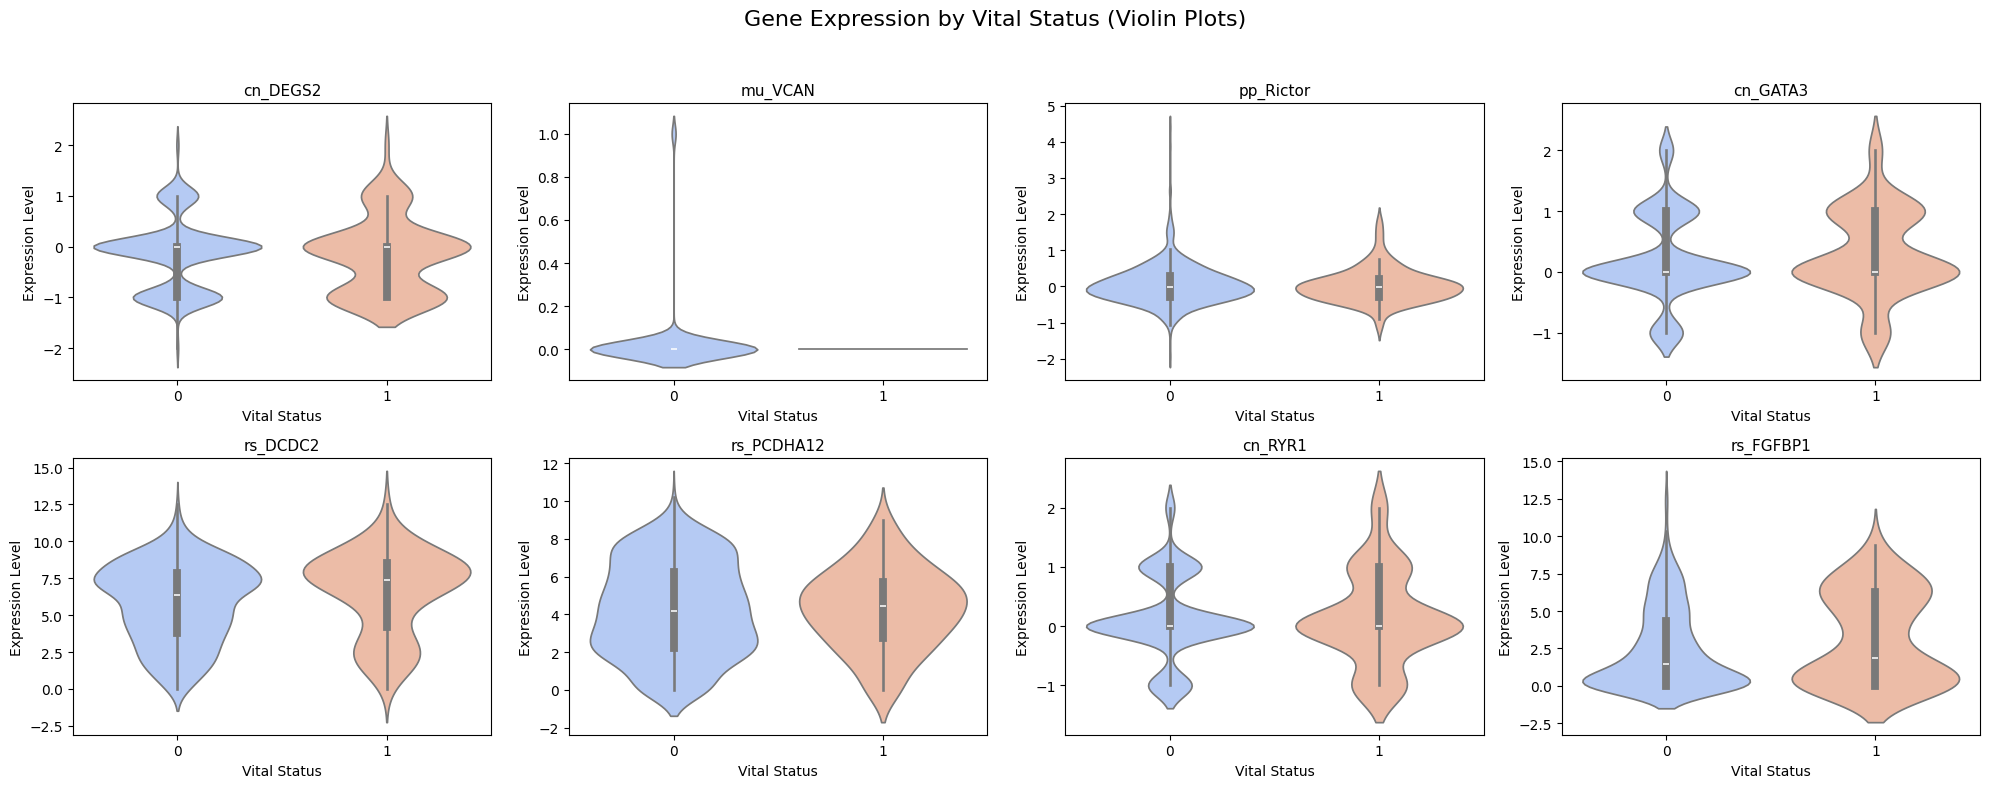 Gene Expression by Vital Status (Violin Plots)
cn_DEGS2
Expression Level
2
1
0
−1
−2
0 1
Vital Status
mu_VCAN
Expression Level
1.0
0.8
0.6
0.4
0.2
0.0
0 1
Vital Status
pp_Rictor
Expression Level
5
4
3
2
1
0
−1
−2
0 1
Vital Status
cn_GATA3
Expression Level
2
1
0
−1
0 1
Vital Status
rs_DCDC2
Expression Level
15.0
12.5
10.0
7.5
5.0
2.5
0.0
−2.5
0 1
Vital Status
rs_PCDHA12
Expression Level
12
10
8
6
4
2
0
−2
0 1
Vital Status
cn_RYR1
Expression Level
2
1
0
−1
0 1
Vital Status
rs_FGFBP1
Expression Level
15.0
12.5
10.0
7.5
5.0
2.5
0.0
−2.5
0 1
Vital Status